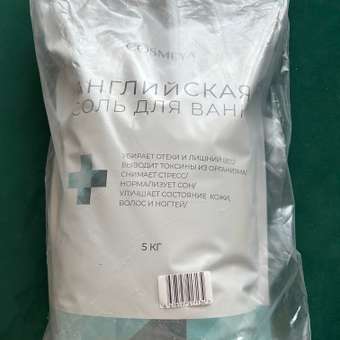 COSMEYA
АНГЛИЙСКАЯ
СОЛЬ ДЛЯ ВАНН
УБИРАЕТ ОТЕКИ И ЛИШНИЙ ВЕС/
ВЫВОДИТ ТОКСИНЫ ИЗ ОРГАНИЗМА/
СНИМАЕТ СТРЕСС/
НОРМАЛИЗУЕТ СОН/
УЛУЧШАЕТ СОСТОЯНИЕ КОЖИ,
ВОЛОС И НОГТЕЙ/
5 КГ